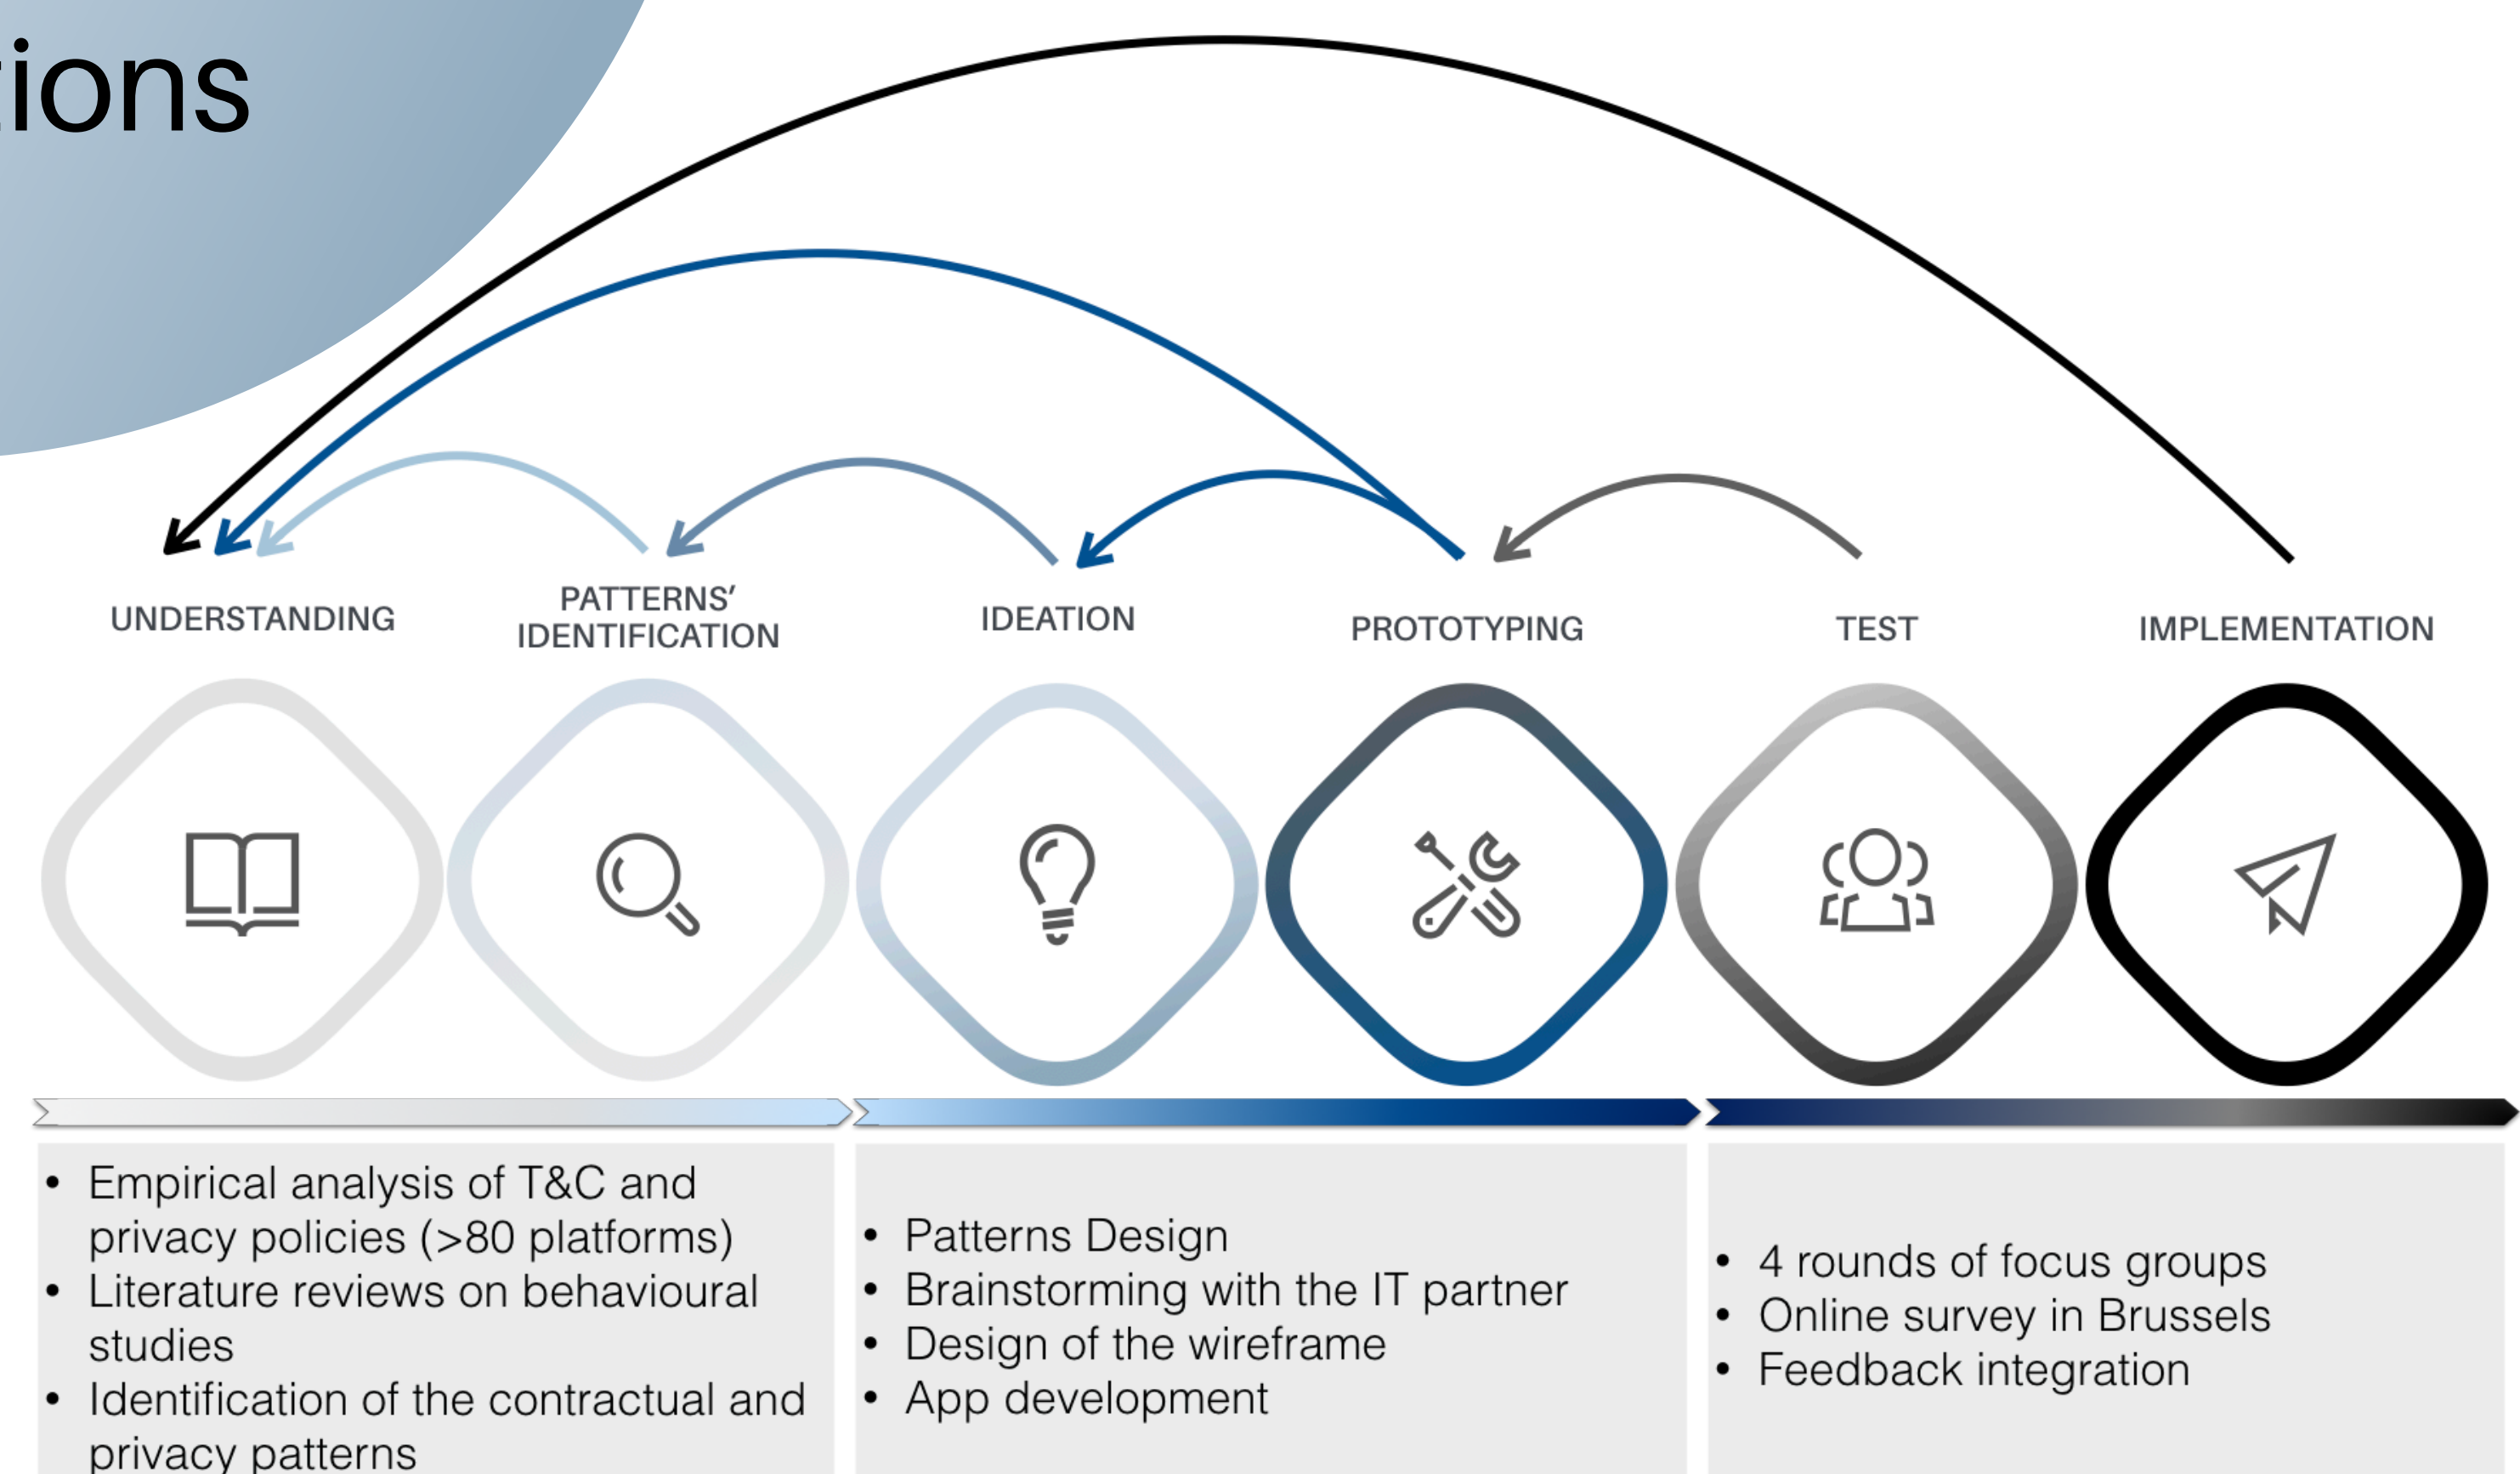 tions
UNDERSTANDING
PATTERNS’
IDENTIFICATION
IDEATION
PROTOTYPING
TEST
IMPLEMENTATION
• Empirical analysis of T&C and
privacy policies (>80 platforms)
• Literature reviews on behavioural
studies
• Identification of the contractual and
privacy patterns
• Patterns Design
• Brainstorming with the IT partner
• Design of the wireframe
• App development
• 4 rounds of focus groups
• Online survey in Brussels
• Feedback integration